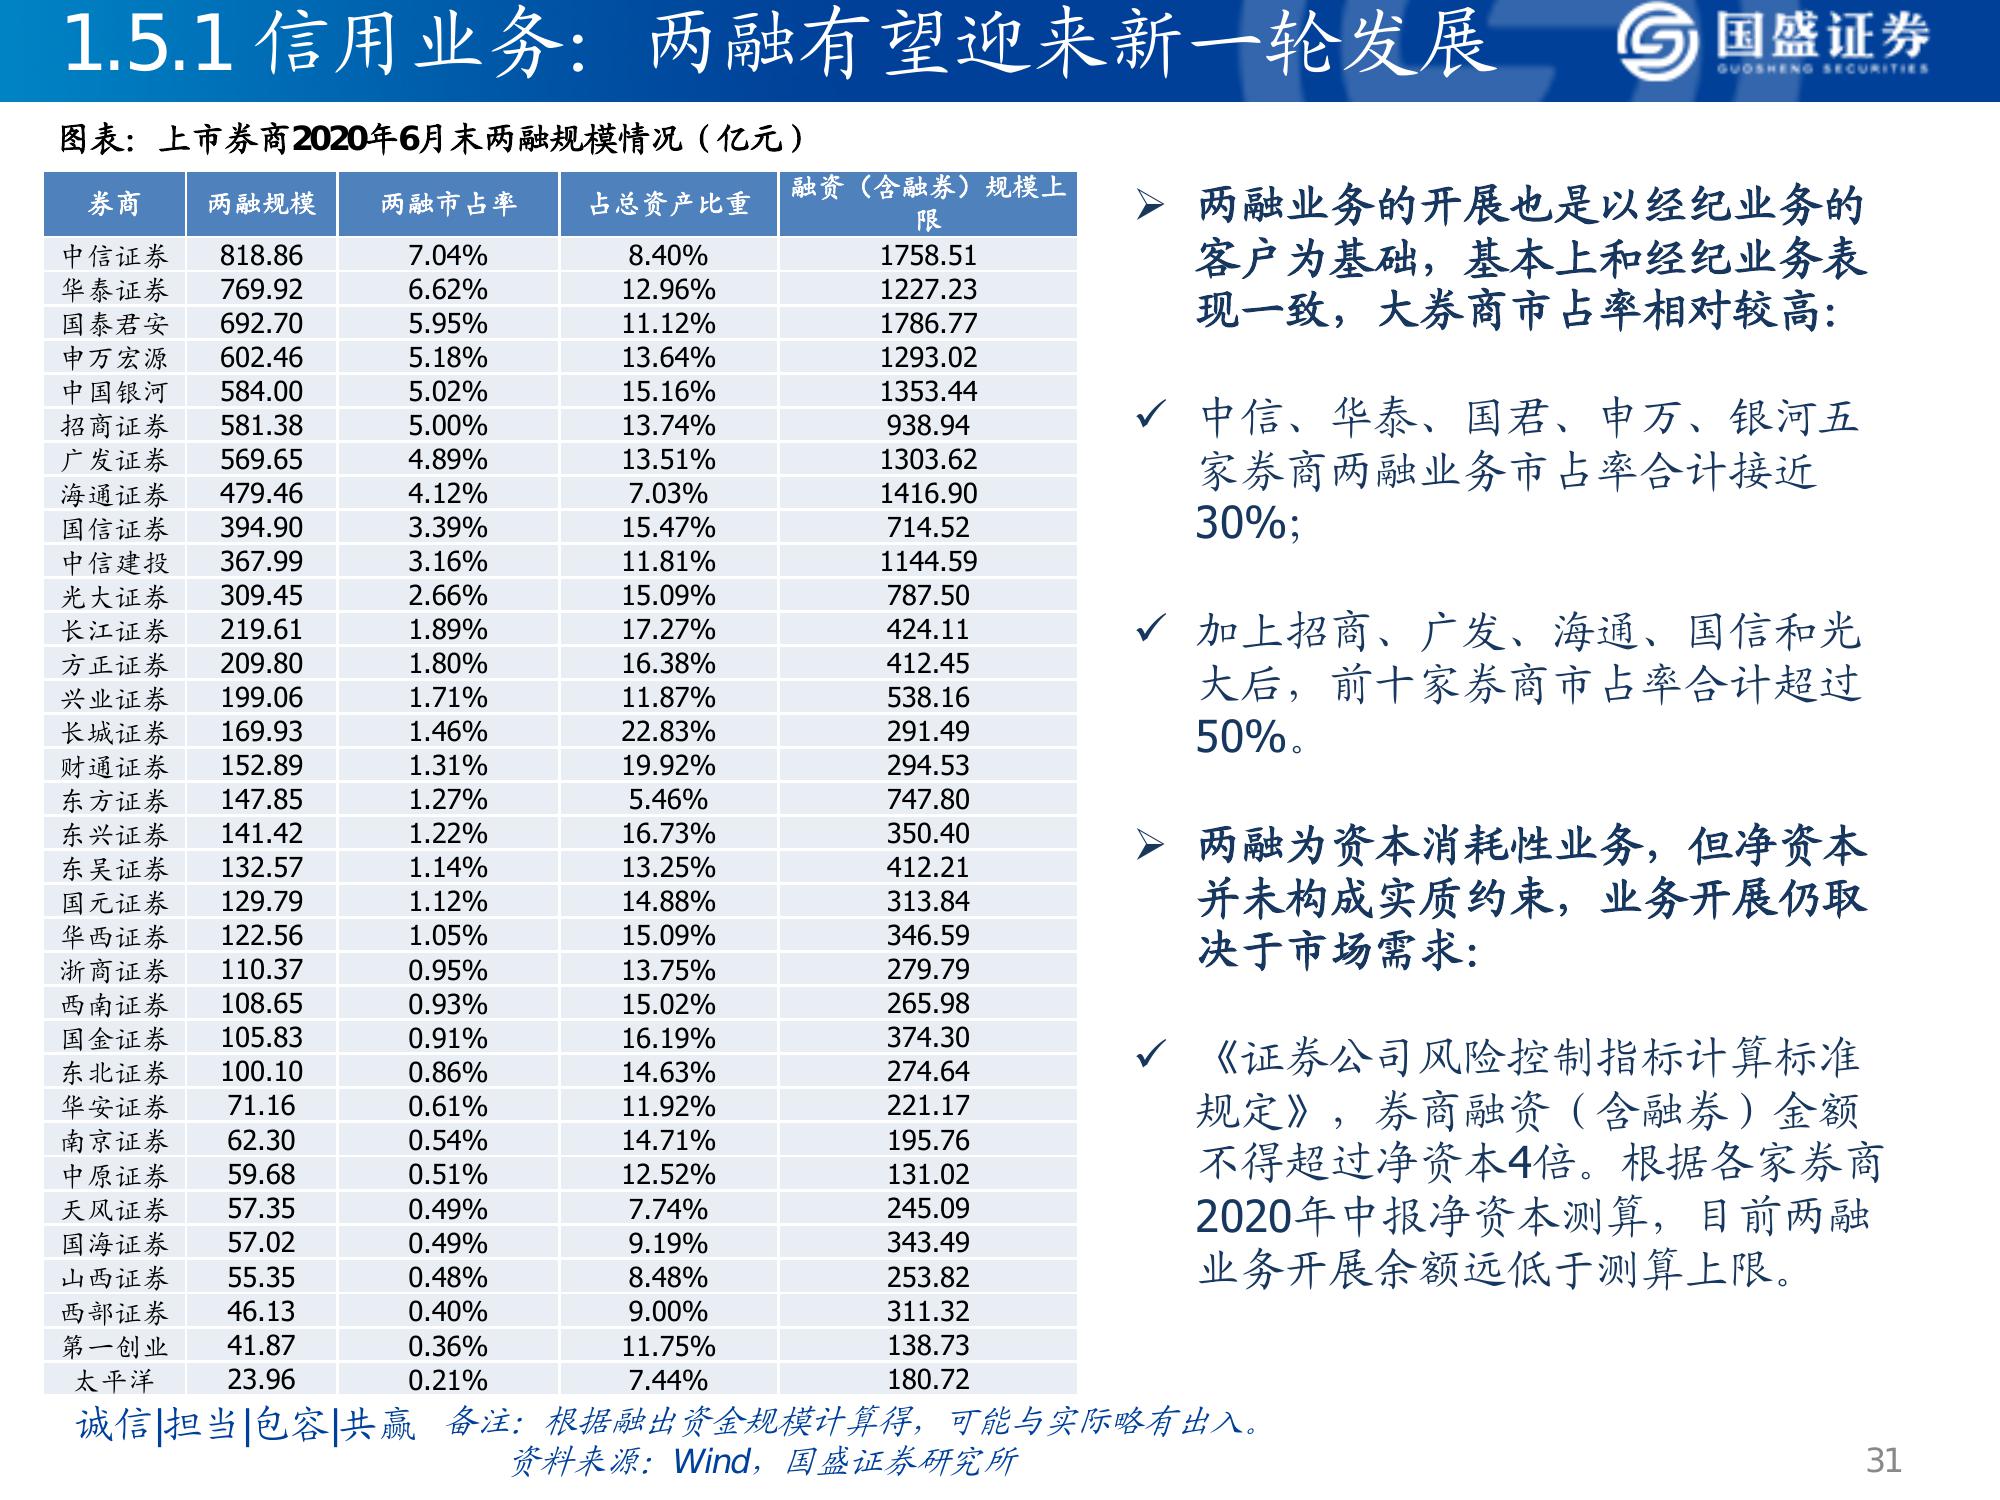 1.5.1 信用业务：两融有望迎来新一轮发展
国盛证券
GUOSHENG SECURITIES
图表：上市券商2020年6月末两融规模情况（亿元）
券商 两融规模 两融市占率 占总资产比重 融资（含融券）规模上限
中信证券 818.86 7.04% 8.40% 1758.51
华泰证券 769.92 6.62% 12.96% 1227.23
国泰君安 692.70 5.95% 11.12% 1786.77
申万宏源 602.46 5.18% 13.64% 1293.02
中国银河 584.00 5.02% 15.16% 1353.44
招商证券 581.38 5.00% 13.74% 938.94
广发证券 569.65 4.89% 13.51% 1303.62
海通证券 479.46 4.12% 7.03% 1416.90
国信证券 394.90 3.39% 15.47% 714.52
中信建投 367.99 3.16% 11.81% 1144.59
光大证券 309.45 2.66% 15.09% 787.50
长江证券 219.61 1.89% 17.27% 424.11
方正证券 209.80 1.80% 16.38% 412.45
兴业证券 199.06 1.71% 11.87% 538.16
长城证券 169.93 1.46% 22.83% 291.49
财通证券 152.89 1.31% 19.92% 294.53
东方证券 147.85 1.27% 5.46% 747.80
东兴证券 141.42 1.22% 16.73% 350.40
东吴证券 132.57 1.14% 13.25% 412.21
国元证券 129.79 1.12% 14.88% 313.84
华西证券 122.56 1.05% 15.09% 346.59
浙商证券 110.37 0.95% 13.75% 279.79
西南证券 108.65 0.93% 15.02% 265.98
国金证券 105.83 0.91% 16.19% 374.30
东北证券 100.10 0.86% 14.63% 274.64
华安证券 71.16 0.61% 11.92% 221.17
南京证券 62.30 0.54% 14.71% 195.76
中原证券 59.68 0.51% 12.52% 131.02
天风证券 57.35 0.49% 7.74% 245.09
国海证券 57.02 0.49% 9.19% 343.49
山西证券 55.35 0.48% 8.48% 253.82
西部证券 46.13 0.40% 9.00% 311.32
第一创业 41.87 0.36% 11.75% 138.73
太平洋 23.96 0.21% 7.44% 180.72
➢ 两融业务的开展也是以经纪业务的
客户为基础，基本上和经纪业务表
现一致，大券商市占率相对较高：
✓ 中信、华泰、国君、申万、银河五
家券商两融业务市占率合计接近
30%；
✓ 加上招商、广发、海通、国信和光
大后，前十家券商市占率合计超过
50%。
➢ 两融为资本消耗性业务，但净资本
并未构成实质约束，业务开展仍取
决于市场需求：
✓ 《证券公司风险控制指标计算标准
规定》，券商融资（含融券）金额
不得超过净资本4倍。根据各家券商
2020年中报净资本测算，目前两融
业务开展余额远低于测算上限。
诚信|担当|包容|共赢 备注：根据融出资金规模计算得，可能与实际略有出入。
资料来源：Wind，国盛证券研究所
31